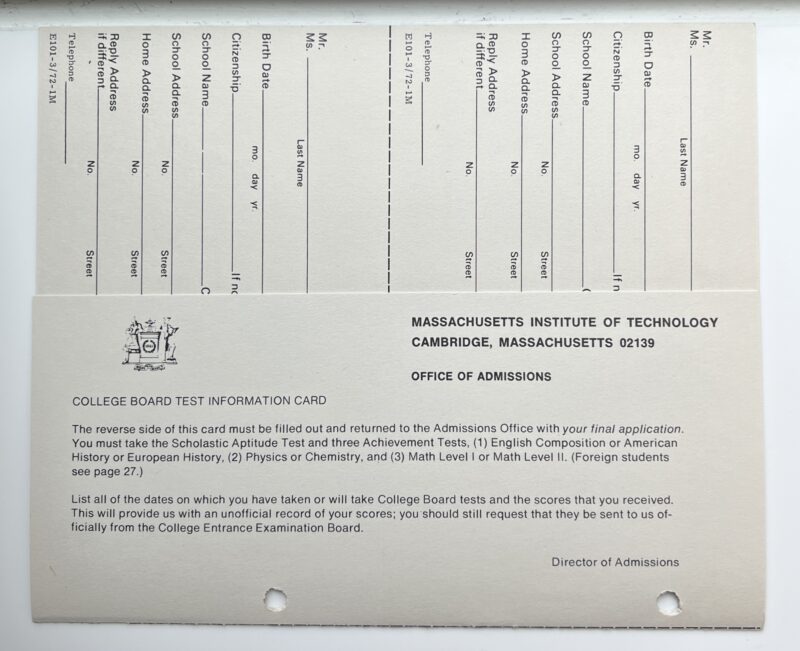 Mr.
Ms.
Last Name
Birth Date
mo. day yr.
Citizenship
If n
School Name
School Address
No.
Street
Home Address
No.
Street
Reply Address
if different
No.
Street
Telephone
E101-3/72-1M
Mr.
Ms.
Last Name
Birth Date
mo. day yr.
Citizenship
If no
School Name
C
School Address
No.
Street
Home Address
No.
Street
Reply Address
if different
No.
Street
Telephone
E101-3/72-1M
MASSACHUSETTS INSTITUTE OF TECHNOLOGY
CAMBRIDGE, MASSACHUSETTS 02139
OFFICE OF ADMISSIONS
COLLEGE BOARD TEST INFORMATION CARD
The reverse side of this card must be filled out and returned to the Admissions Office with your final application.
You must take the Scholastic Aptitude Test and three Achievement Tests, (1) English Composition or American
History or European History, (2) Physics or Chemistry, and (3) Math Level I or Math Level II. (Foreign students
see page 27.)
List all of the dates on which you have taken or will take College Board tests and the scores that you received.
This will provide us with an unofficial record of your scores; you should still request that they be sent to us of-
ficially from the College Entrance Examination Board.
Director of Admissions